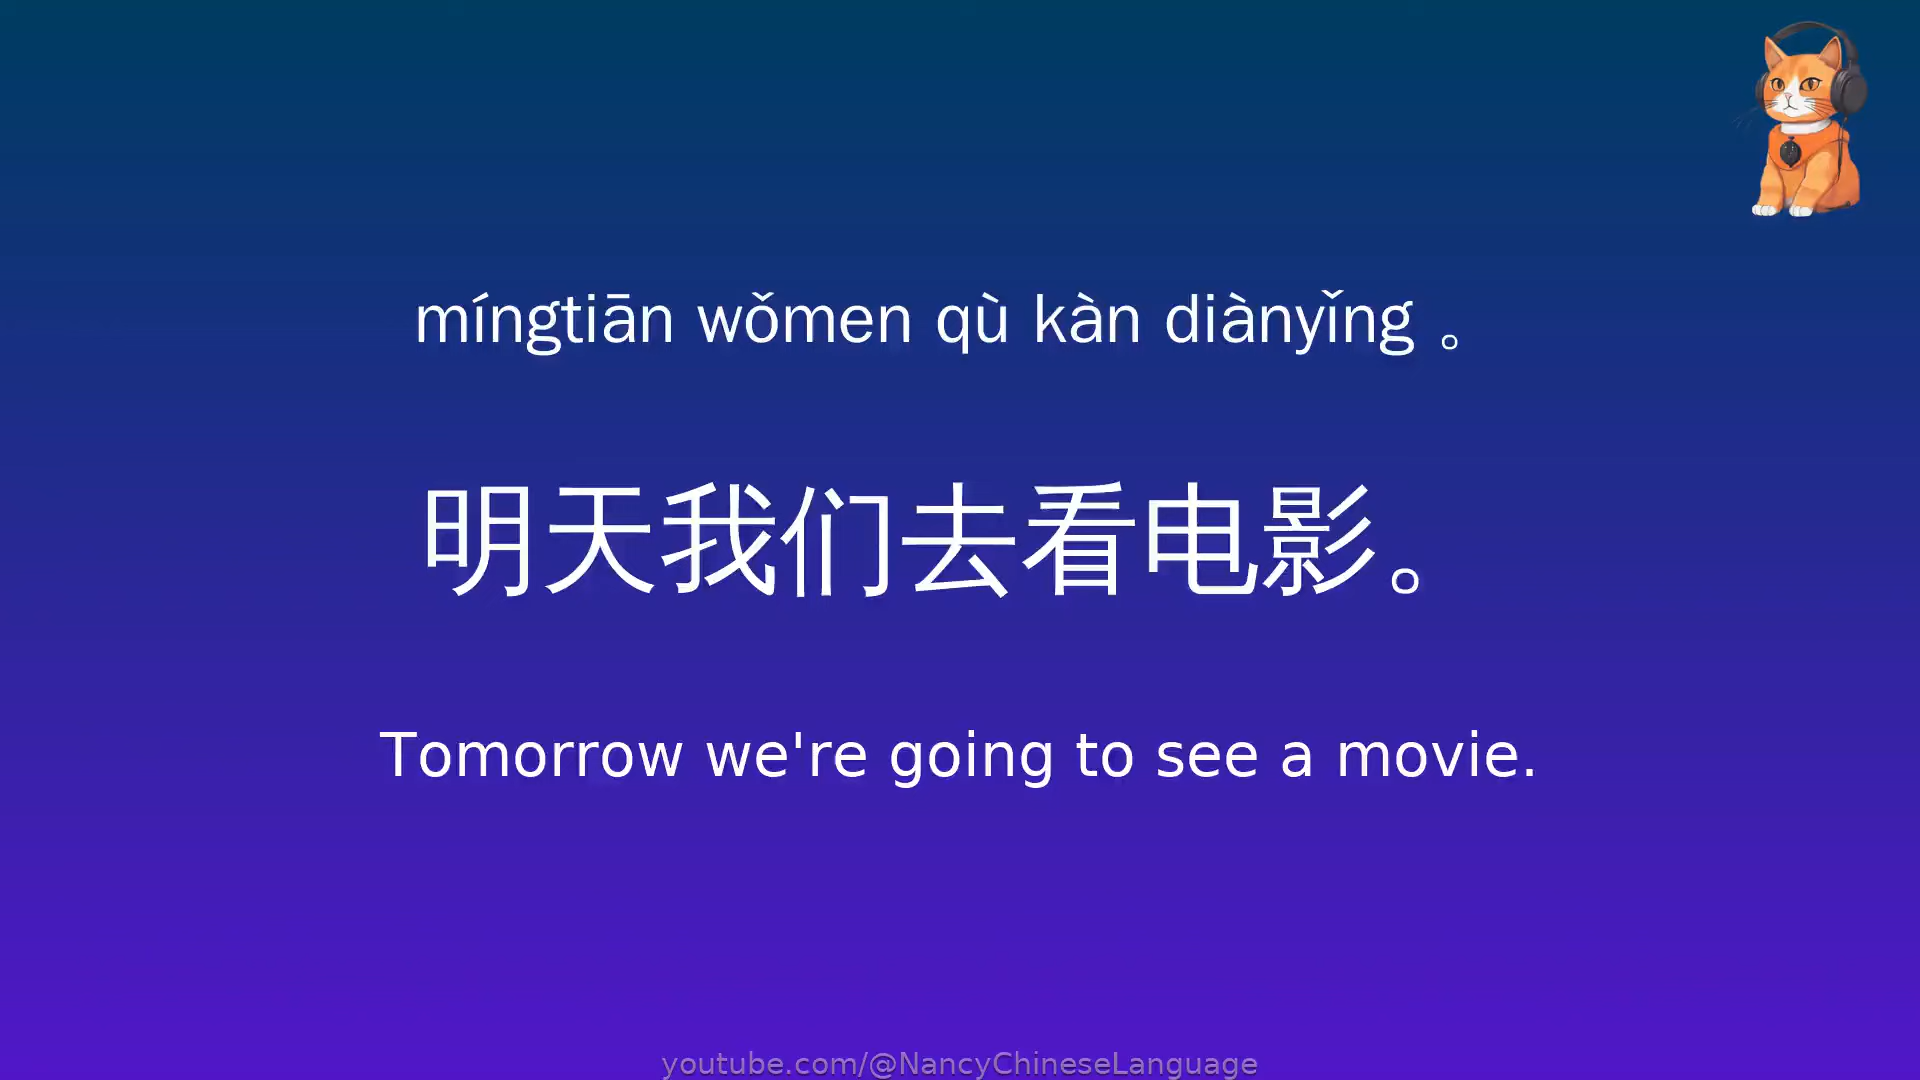 míngtiān wǒmen qù kàn diànyǐng 。
明天我们去看电影。
Tomorrow we're going to see a movie.
youtube.com/@NancyChineseLanguage